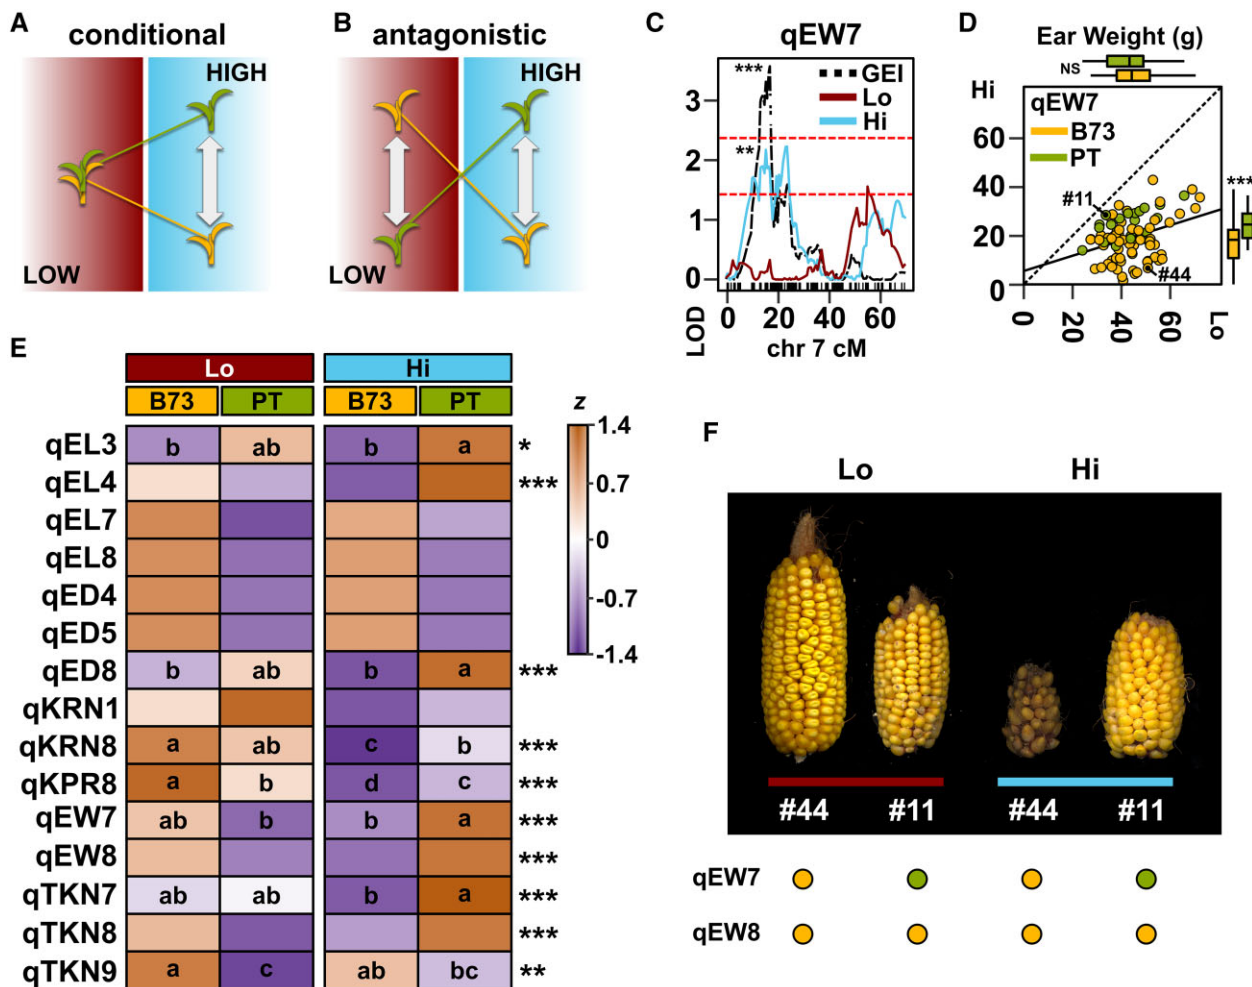 A
conditional
HIGH
LOW
B
antagonistic
HIGH
LOW
C
qEW7
***
**
GEI
Lo
Hi
3
2
1
0
LOD
0
20
40
60
chr 7 cM
D
Ear Weight (g)
NS
Hi
qEW7
B73
PT
60
40
20
0
#11
#44
***
0
20
40
60
Lo
E
Lo Hi
B73 PT B73 PT
z
1.4
0.7
0
-0.7
-1.4
qEL3 b ab b a *
qEL4 ***
qEL7
qEL8
qED4
qED5
qED8 b ab b a ***
qKRN1
qKRN8 a ab c b ***
qKPR8 a b d c ***
qEW7 ab b b a ***
qEW8 ***
qTKN7 ab ab b a ***
qTKN8 ***
qTKN9 a c ab bc **
F
Lo Hi
#44 #11 #44 #11
qEW7
qEW8